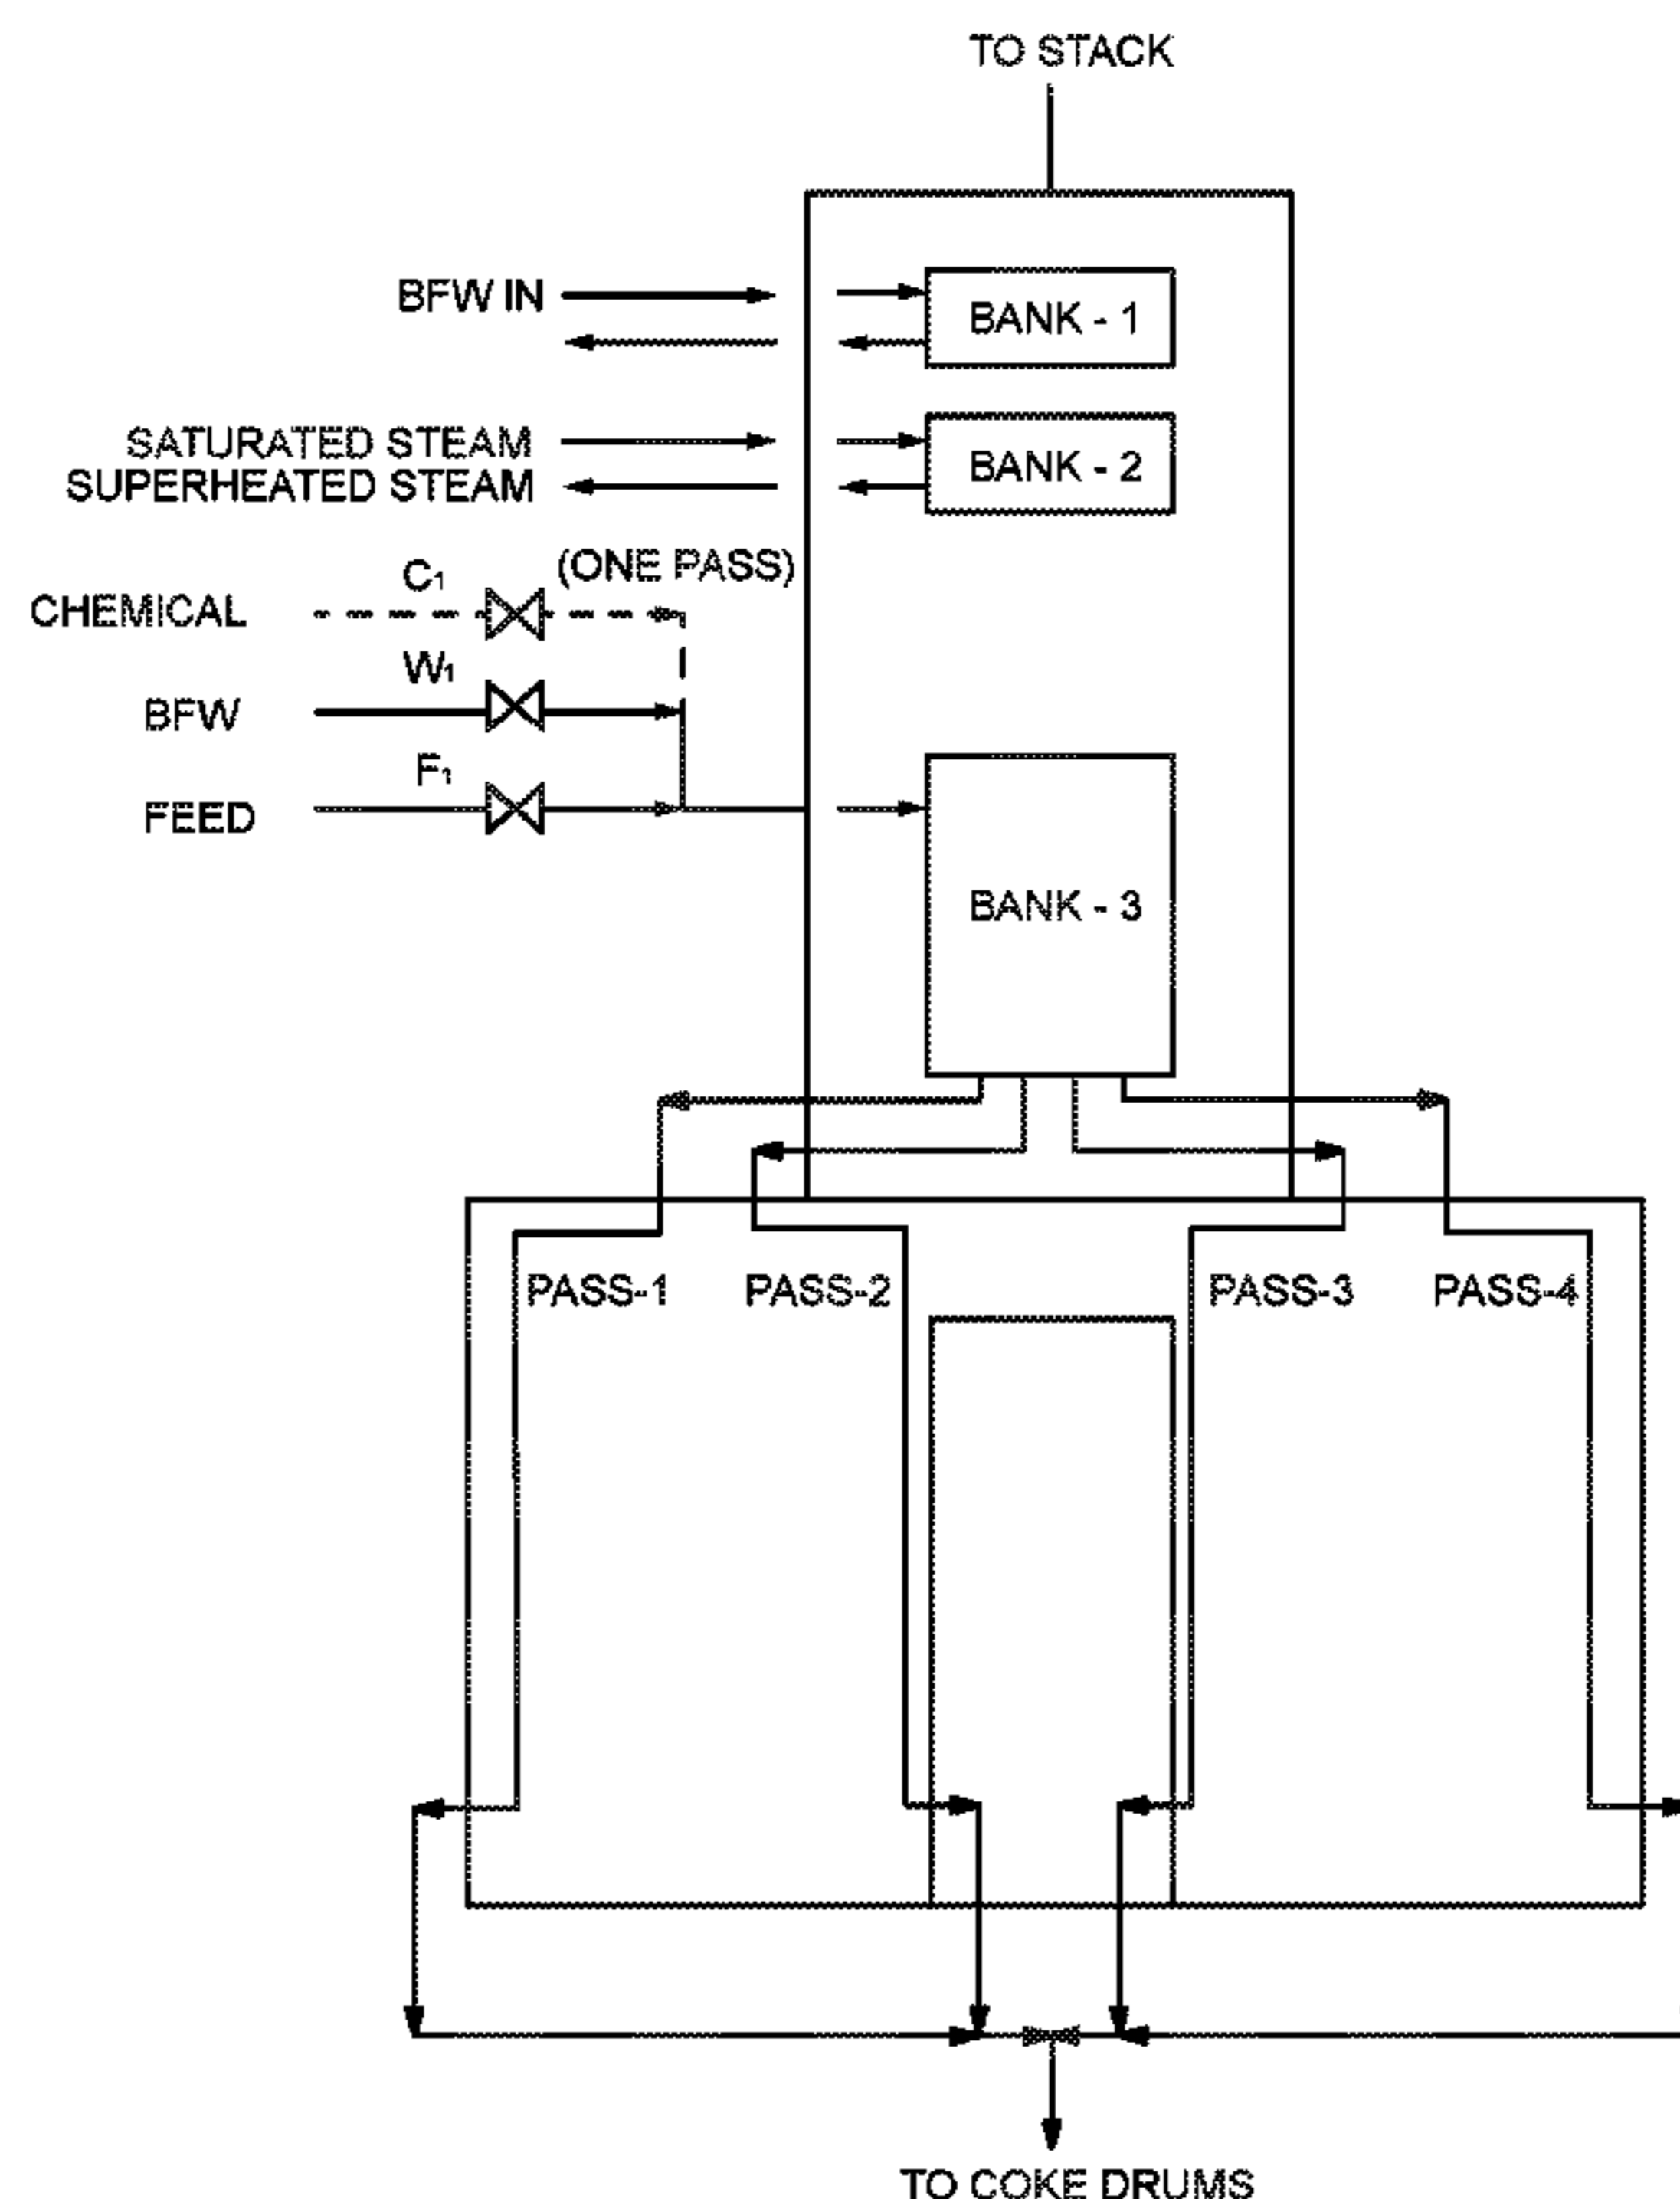 TO STACK
BFW IN
BANK - 1
SATURATED STEAM
SUPERHEATED STEAM
BANK - 2
(ONE PASS)
C1
CHEMICAL
W1
BFW
F1
FEED
BANK - 3
PASS-1 PASS-2 PASS-3 PASS-4
TO COKE DRUMS